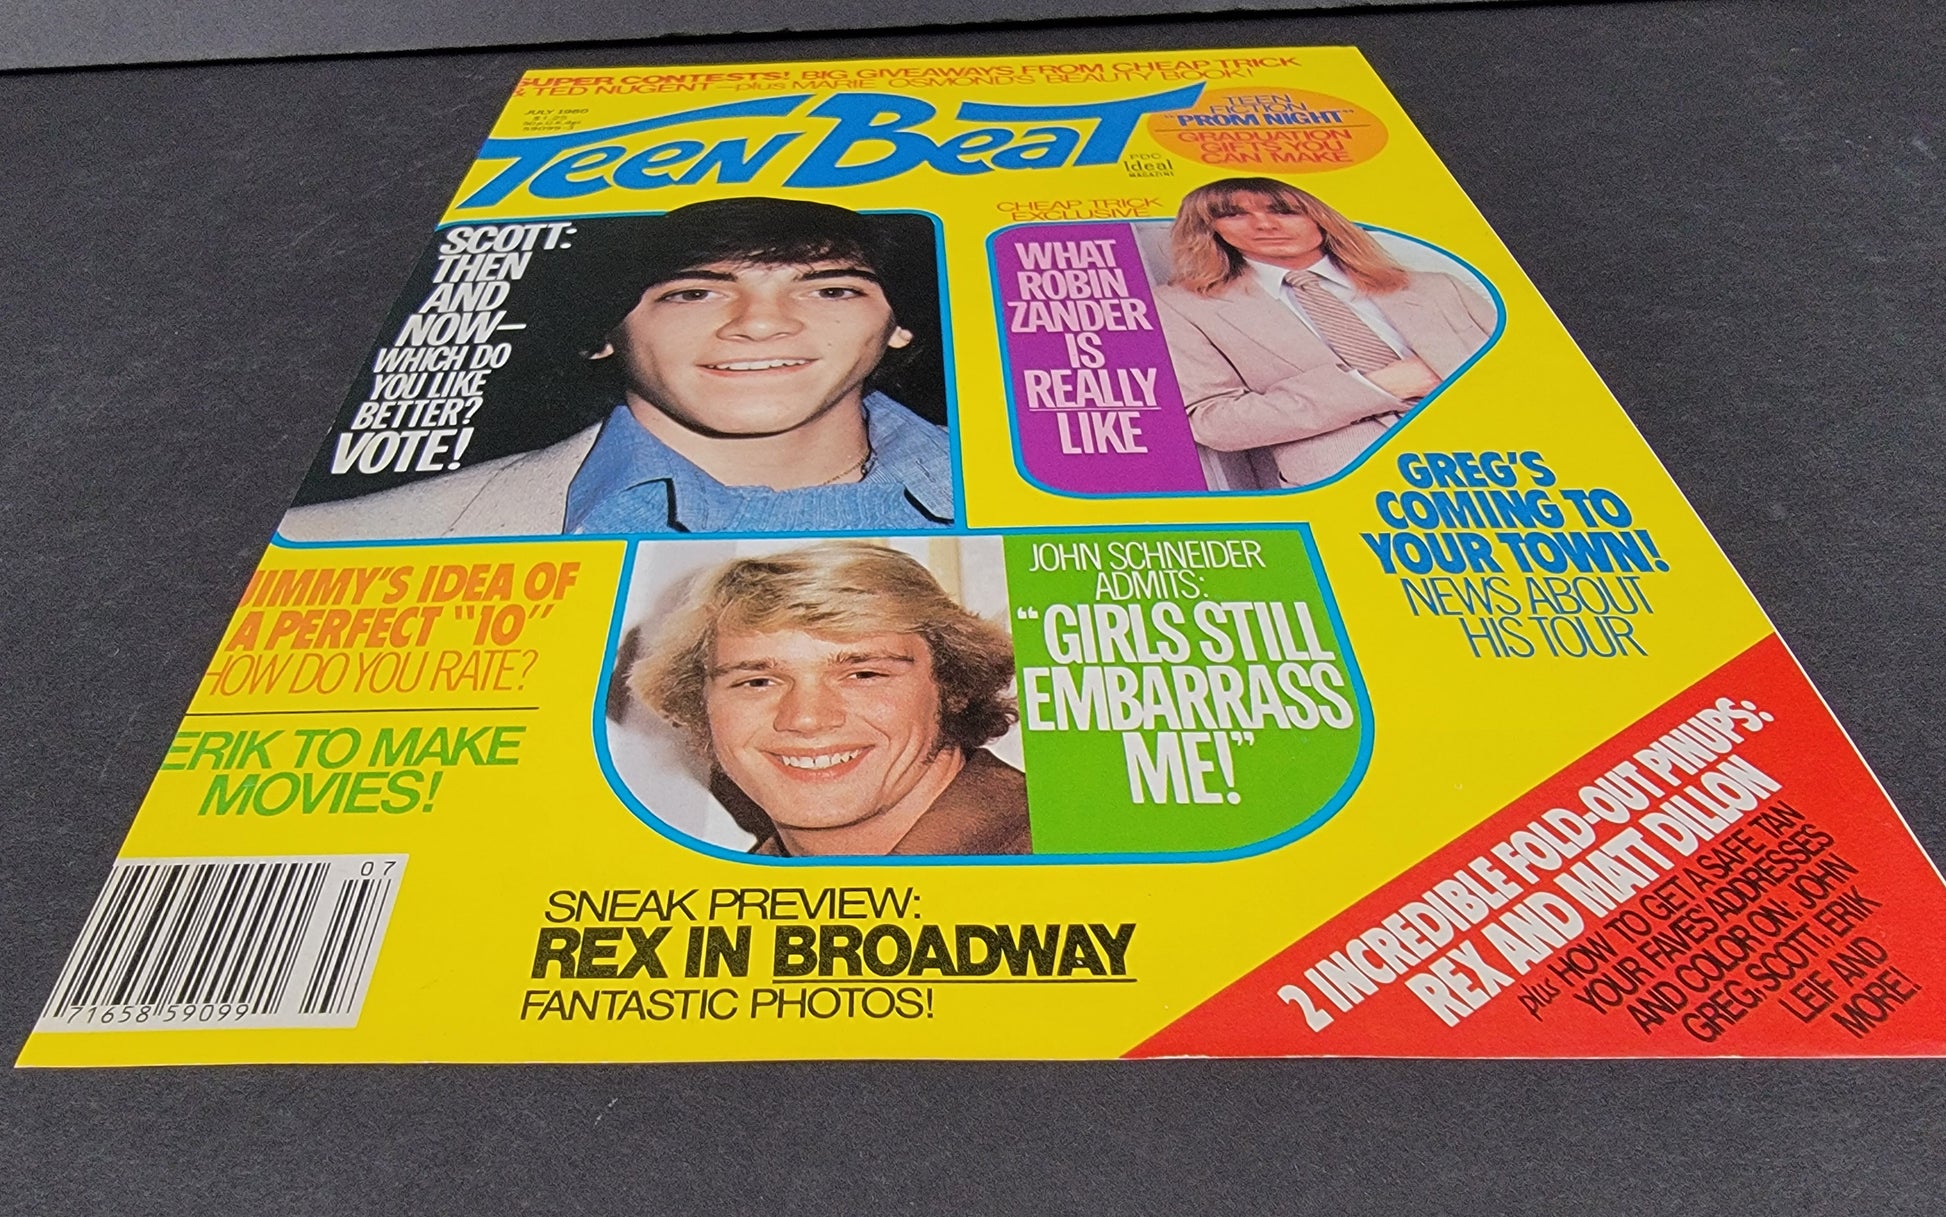 SUPER CONTESTS! BIG GIVEAWAYS FROM CHEAP TRICK
& TED NUGENT—plus MARIE OSMOND'S BEAUTY BOOK!
JULY 1980
$1.25
59099-3
TEEN BEAT
PDC
Ideal
MAGAZINE
TEEN
FICTION
"PROM NIGHT"
GRADUATION
GIFTS YOU
CAN MAKE
SCOTT:
THEN
AND
NOW—
WHICH DO
YOU LIKE
BETTER?
VOTE!
CHEAP TRICK
EXCLUSIVE
WHAT
ROBIN
ZANDER
IS
REALLY
LIKE
GREG'S
COMING TO
YOUR TOWN!
NEWS ABOUT
HIS TOUR
JIMMY'S IDEA OF
A PERFECT "10"
HOW DO YOU RATE?
ERIK TO MAKE
MOVIES!
JOHN SCHNEIDER
ADMITS:
"GIRLS STILL
EMBARRASS
ME!"
07
71658 59099
SNEAK PREVIEW:
REX IN BROADWAY
FANTASTIC PHOTOS!
2 INCREDIBLE FOLD-OUT PINUPS:
REX AND MATT DILLON
plus HOW TO GET A SAFE TAN
YOUR FAVES ADDRESSES
AND COLOR ON: JOHN
GREG, SCOTT, ERIK
LEIF AND
MORE!